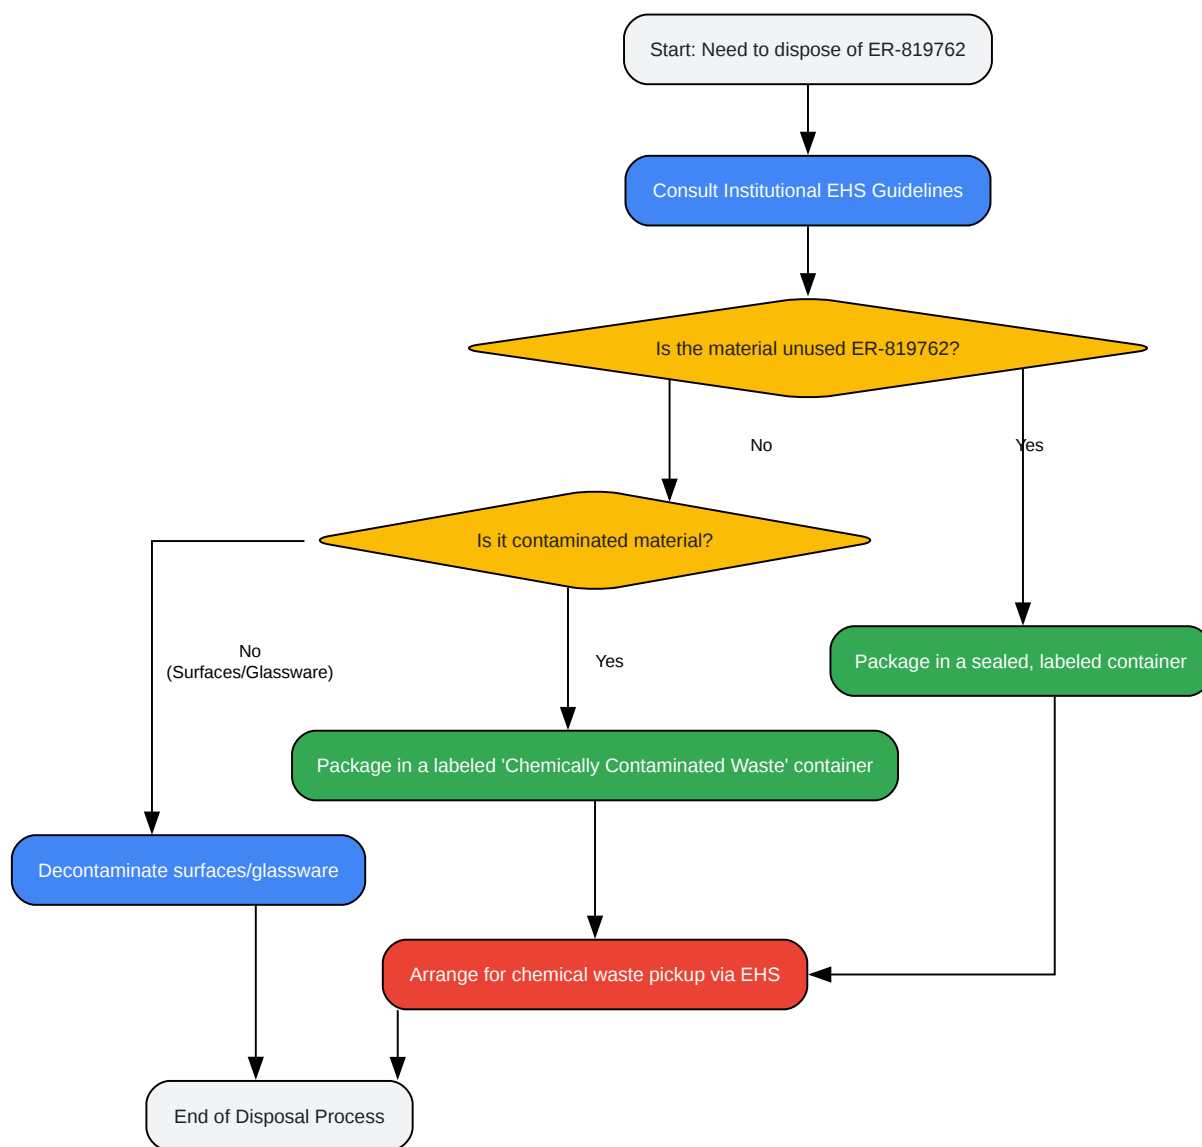 Start: Need to dispose of ER-819762
Consult Institutional EHS Guidelines
Is the material unused ER-819762?
No
Yes
Is it contaminated material?
No
(Surfaces/Glassware)
Yes
Package in a sealed, labeled container
Package in a labeled 'Chemically Contaminated Waste' container
Decontaminate surfaces/glassware
Arrange for chemical waste pickup via EHS
End of Disposal Process